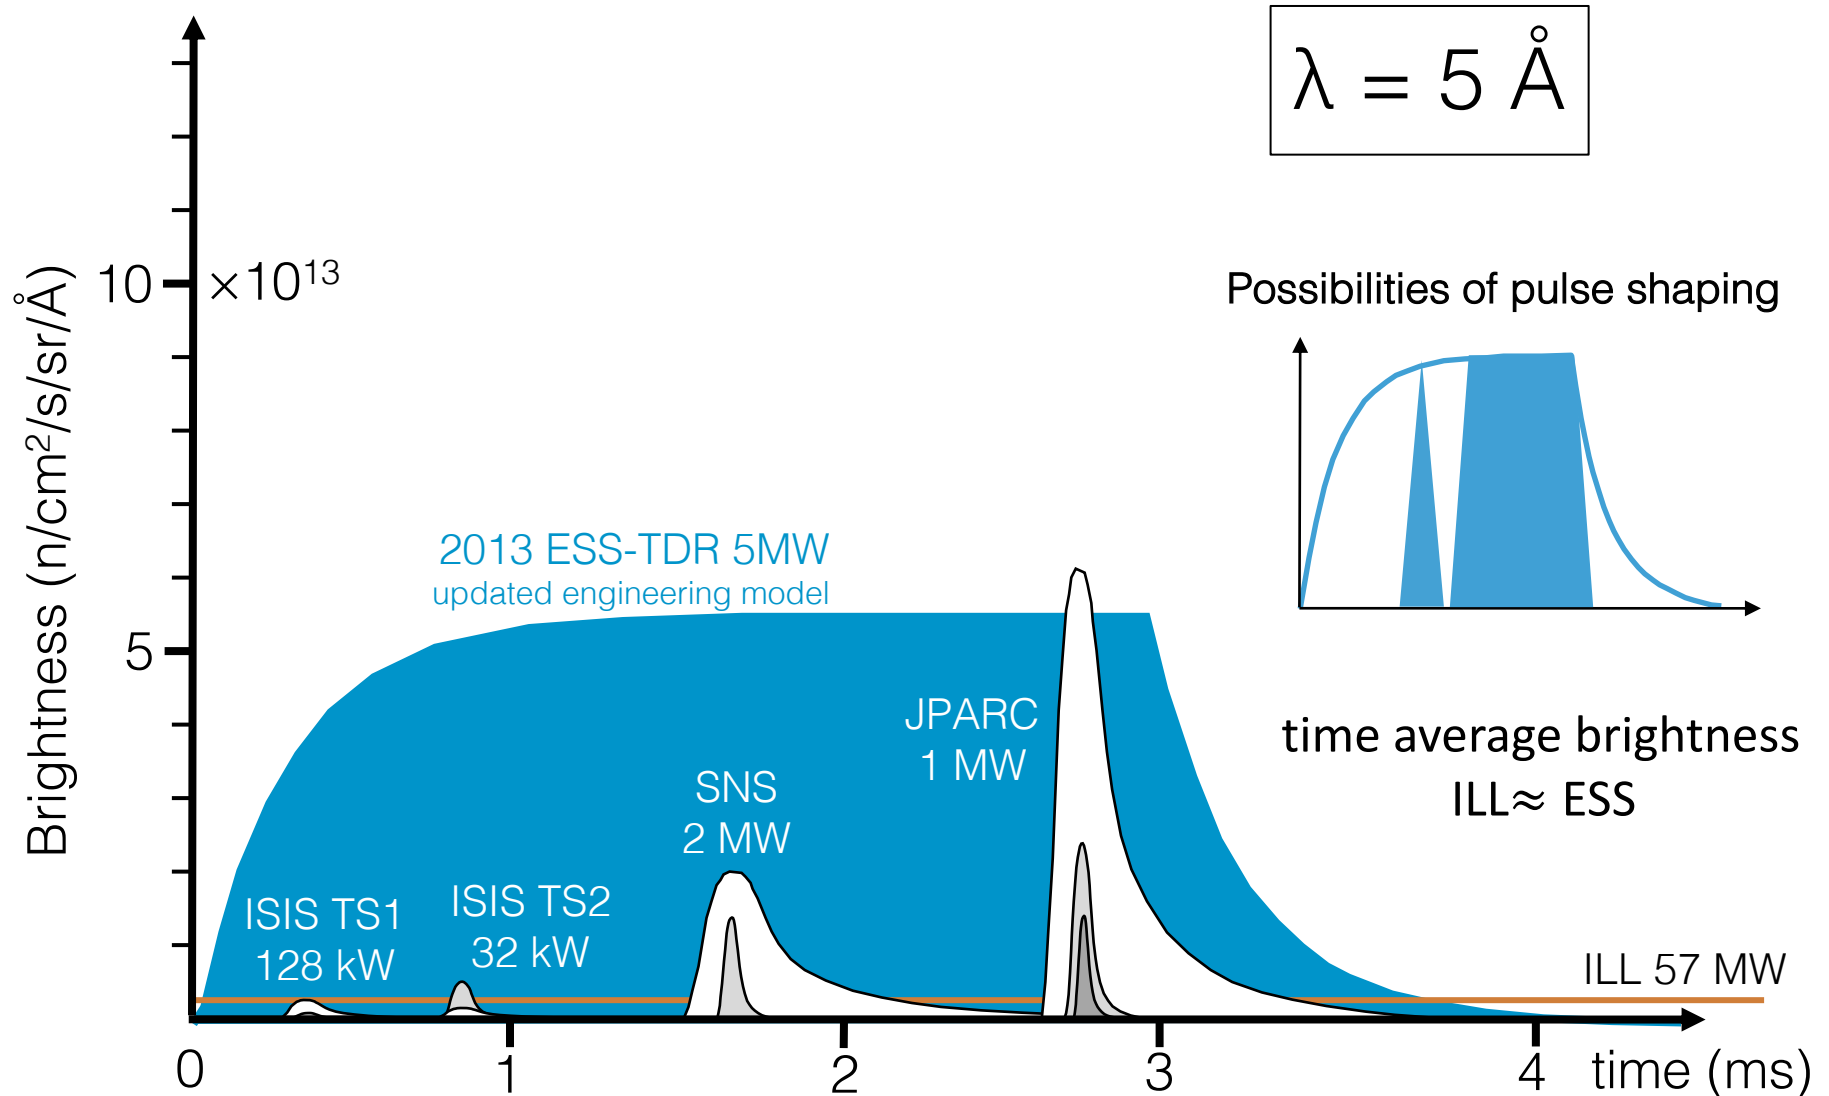 λ = 5 Å
10
×10¹³
Brightness (n/cm²/s/sr/Å)
Possibilities of pulse shaping
2013 ESS-TDR 5MW
updated engineering model
5
JPARC
1 MW
time average brightness
ILL≈ ESS
SNS
2 MW
ISIS TS1
128 kW
ISIS TS2
32 kW
ILL 57 MW
0
1
2
3
4
time (ms)